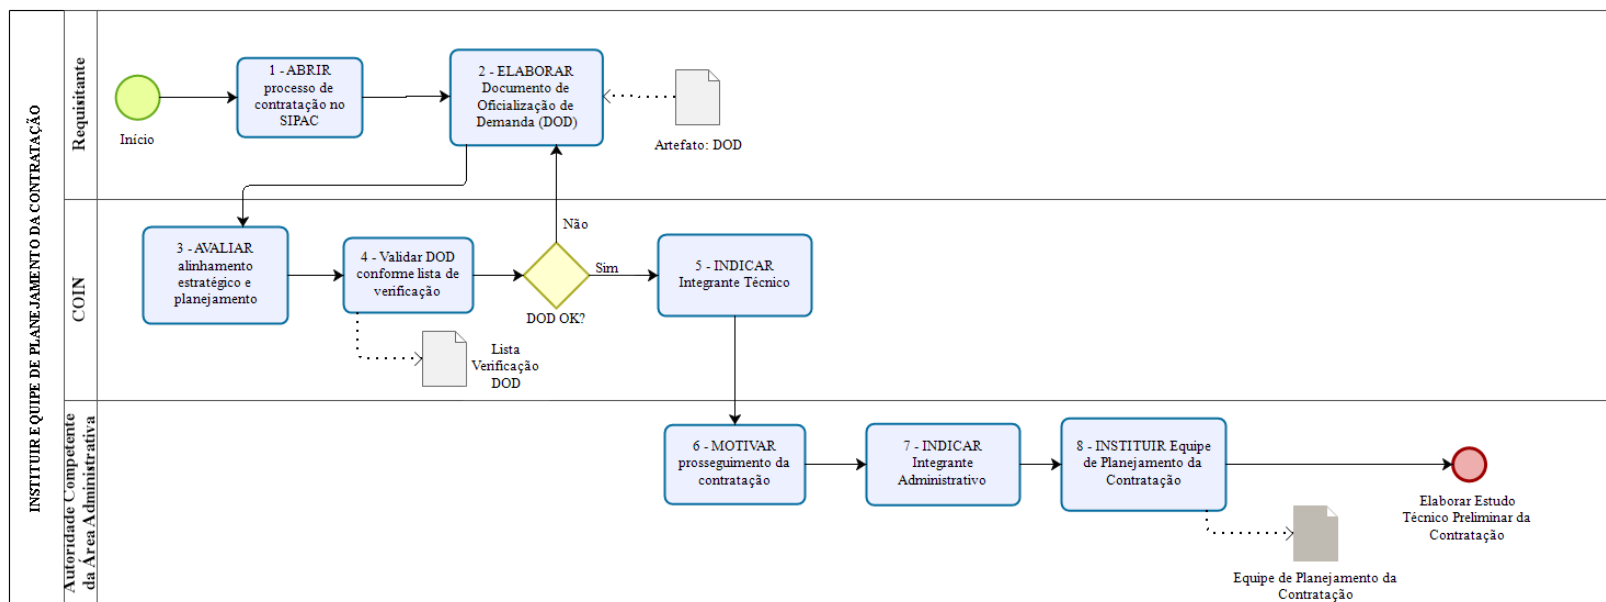 INSTITUIR EQUIPE DE PLANEJAMENTO DA CONTRATAÇÃO
Requisitante
Início
1 - ABRIR
processo de
contratação no
SIPAC
2 - ELABORAR
Documento de
Oficialização de
Demanda (DOD)
Artefato: DOD
COIN
3 - AVALIAR
alinhamento
estratégico e
planejamento
4 - Validar DOD
conforme lista de
verificação
Lista
Verificação
DOD
Não
Sim
DOD OK?
5 - INDICAR
Integrante Técnico
Autoridade Competente
da Área Administrativa
6 - MOTIVAR
prosseguimento da
contratação
7 - INDICAR
Integrante
Administrativo
8 - INSTITUIR Equipe
de Planejamento da
Contratação
Equipe de Planejamento da
Contratação
Elaborar Estudo
Técnico Preliminar da
Contratação